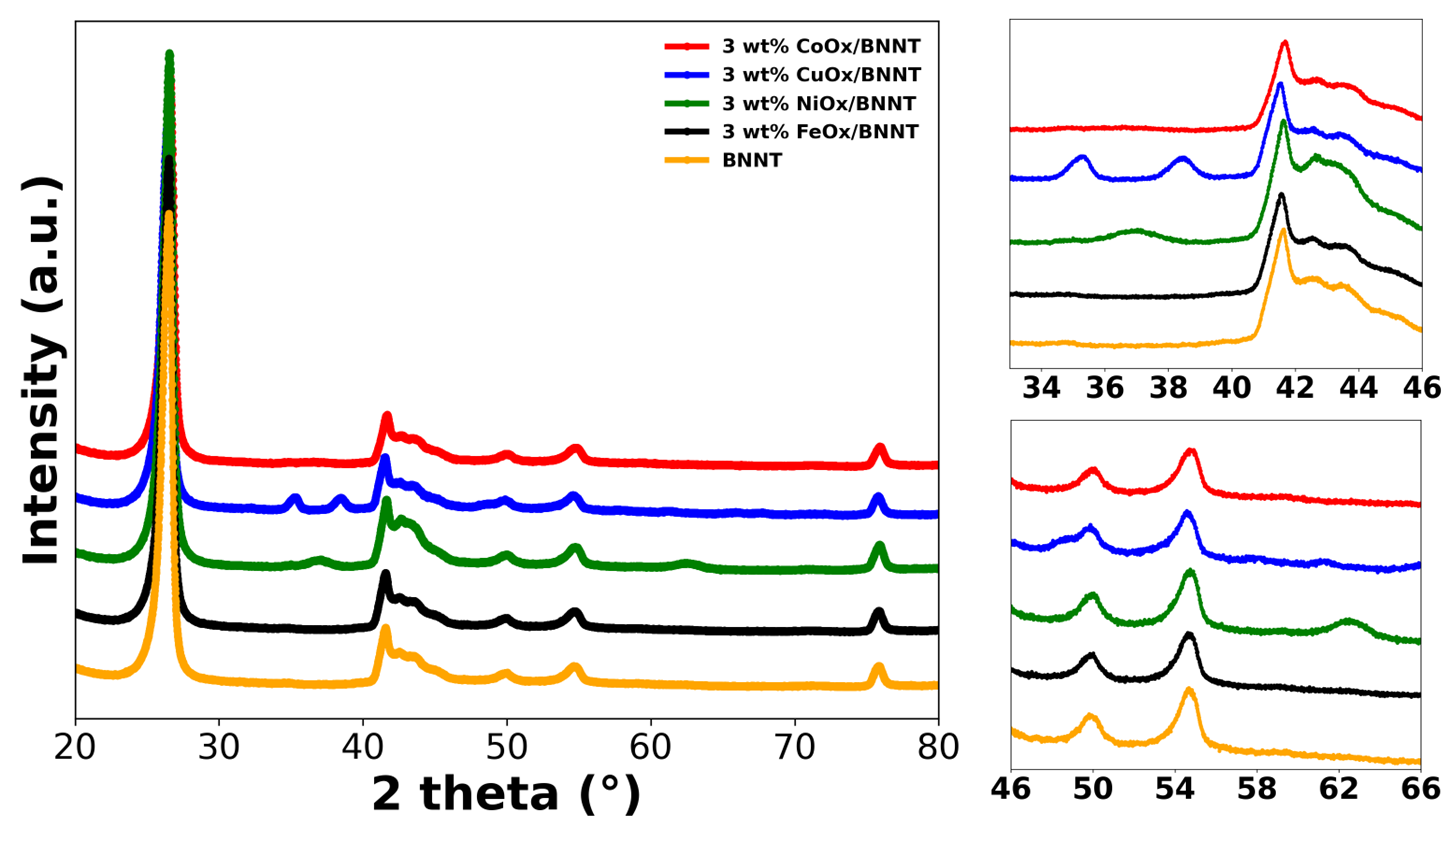 Intensity (a.u.)
3 wt% CoOx/BNNT
3 wt% CuOx/BNNT
3 wt% NiOx/BNNT
3 wt% FeOx/BNNT
BNNT
20 30 40 50 60 70 80
2 theta (°)
34 36 38 40 42 44 46
46 50 54 58 62 66